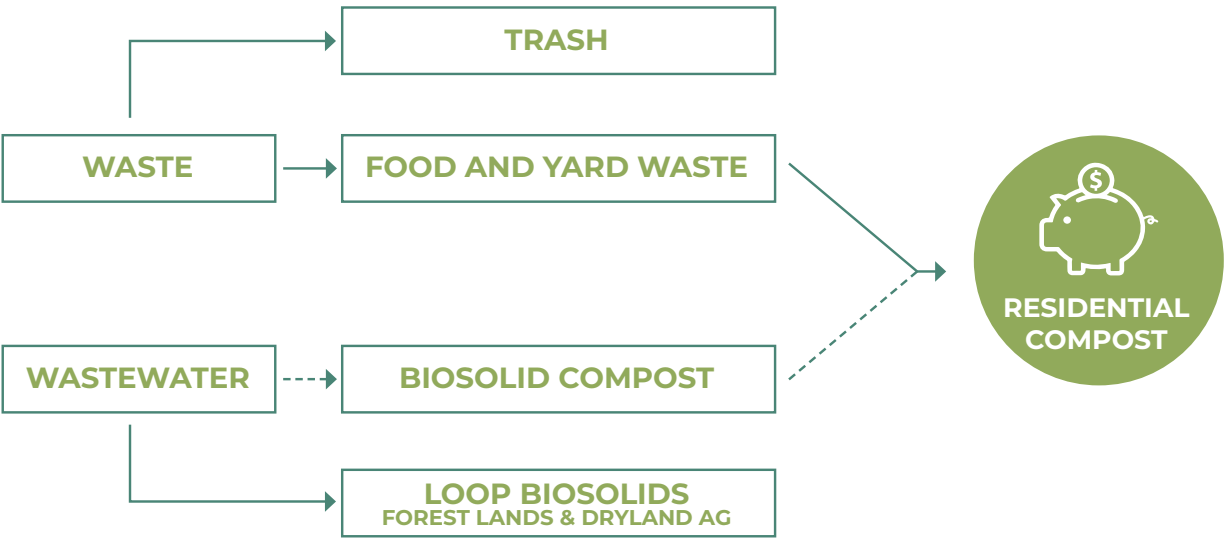 TRASH
WASTE
FOOD AND YARD WASTE
$
RESIDENTIAL
COMPOST
WASTEWATER
BIOSOLID COMPOST
LOOP BIOSOLIDS
FOREST LANDS & DRYLAND AG